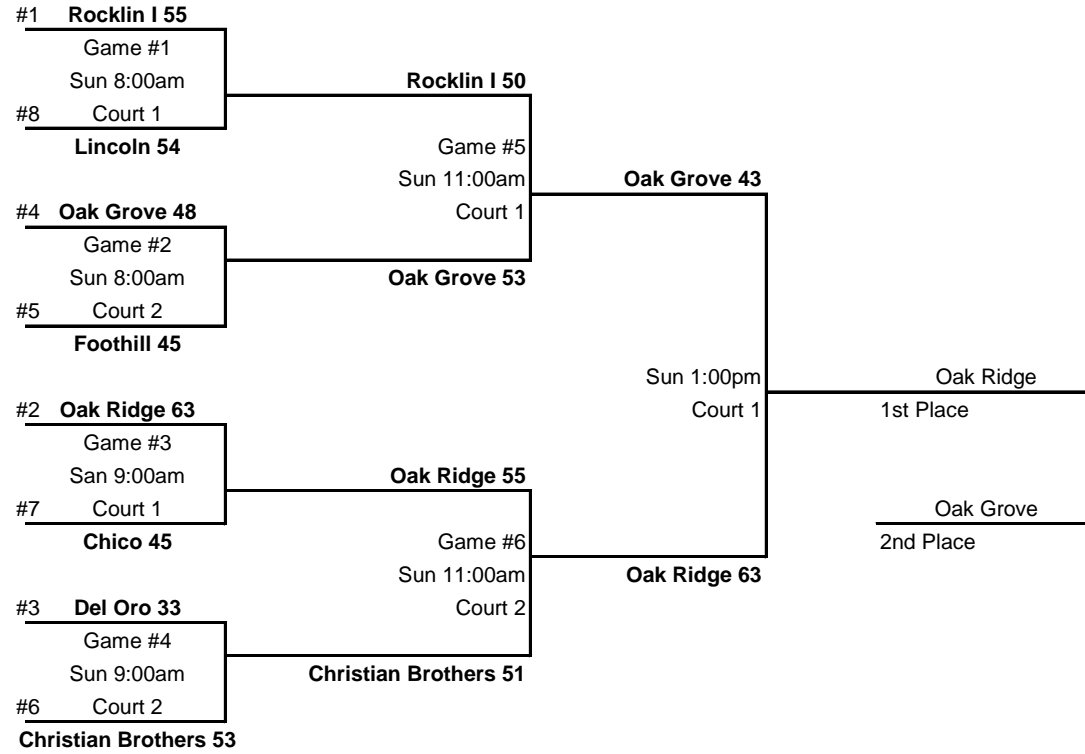 #1 Rocklin I 55
Game #1
Sun 8:00am
Rocklin I 50
#8 Court 1
Lincoln 54
Game #5
Sun 11:00am
Oak Grove 43
#4 Oak Grove 48
Court 1
Game #2
Sun 8:00am
Oak Grove 53
#5 Court 2
Foothill 45
Sun 1:00pm
Oak Ridge
#2 Oak Ridge 63
Court 1
1st Place
Game #3
San 9:00am
Oak Ridge 55
#7 Court 1
Oak Grove
Chico 45
Game #6
2nd Place
Sun 11:00am
Oak Ridge 63
#3 Del Oro 33
Court 2
Game #4
Sun 9:00am
Christian Brothers 51
#6 Court 2
Christian Brothers 53